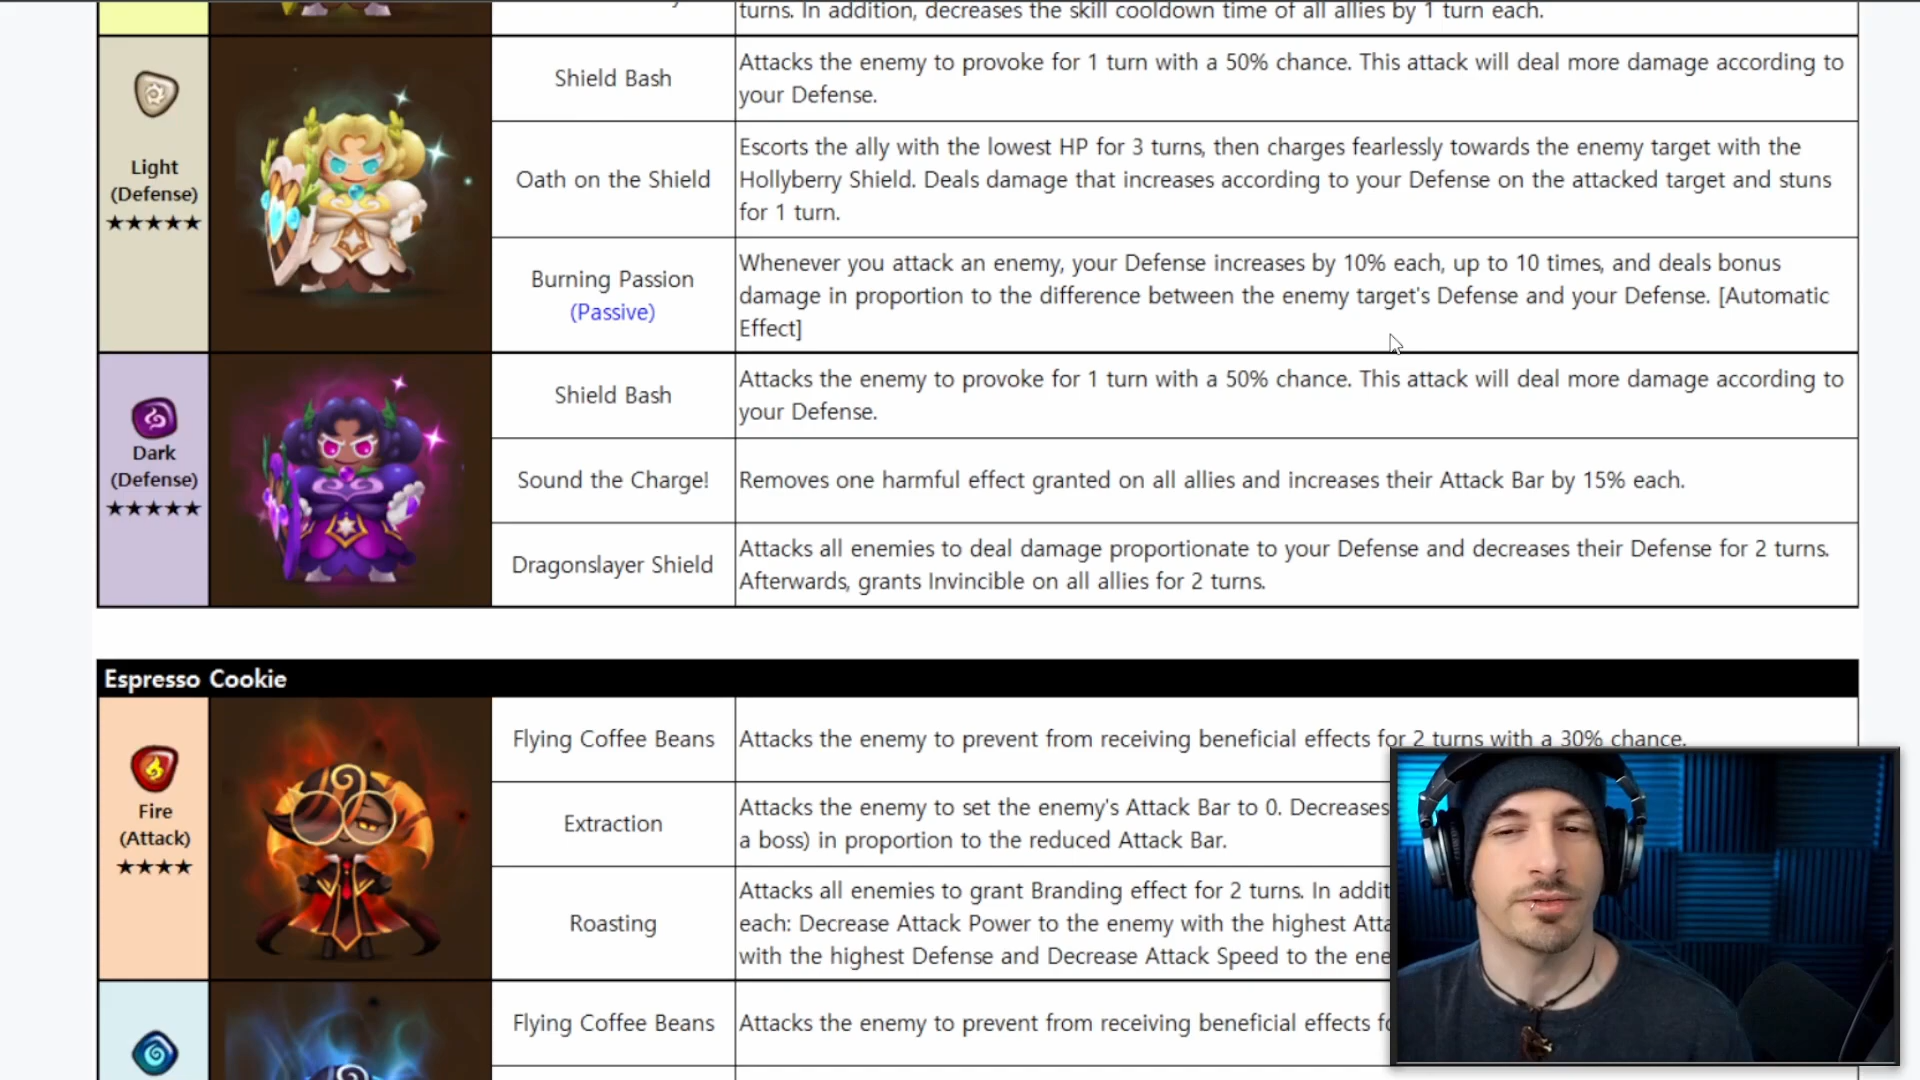 turns. In addition, decreases the skill cooldown time of all allies by 1 turn each.
Light
(Defense)
★★★★★
Shield Bash
Attacks the enemy to provoke for 1 turn with a 50% chance. This attack will deal more damage according to
your Defense.
Oath on the Shield
Escorts the ally with the lowest HP for 3 turns, then charges fearlessly towards the enemy target with the
Hollyberry Shield. Deals damage that increases according to your Defense on the attacked target and stuns
for 1 turn.
Burning Passion
(Passive)
Whenever you attack an enemy, your Defense increases by 10% each, up to 10 times, and deals bonus
damage in proportion to the difference between the enemy target's Defense and your Defense. [Automatic
Effect]
Dark
(Defense)
★★★★★
Shield Bash
Attacks the enemy to provoke for 1 turn with a 50% chance. This attack will deal more damage according to
your Defense.
Sound the Charge!
Removes one harmful effect granted on all allies and increases their Attack Bar by 15% each.
Dragonslayer Shield
Attacks all enemies to deal damage proportionate to your Defense and decreases their Defense for 2 turns.
Afterwards, grants Invincible on all allies for 2 turns.
Espresso Cookie
Fire
(Attack)
★★★★
Flying Coffee Beans
Attacks the enemy to prevent from receiving beneficial effects for 2 turns with a 30% chance.
Extraction
Attacks the enemy to set the enemy's Attack Bar to 0. Decreases
a boss) in proportion to the reduced Attack Bar.
Roasting
Attacks all enemies to grant Branding effect for 2 turns. In
each: Decrease Attack Power to the enemy with the highest
with the highest Defense and Decrease Attack Speed to the
Flying Coffee Beans
Attacks the enemy to prevent from receiving beneficial effects